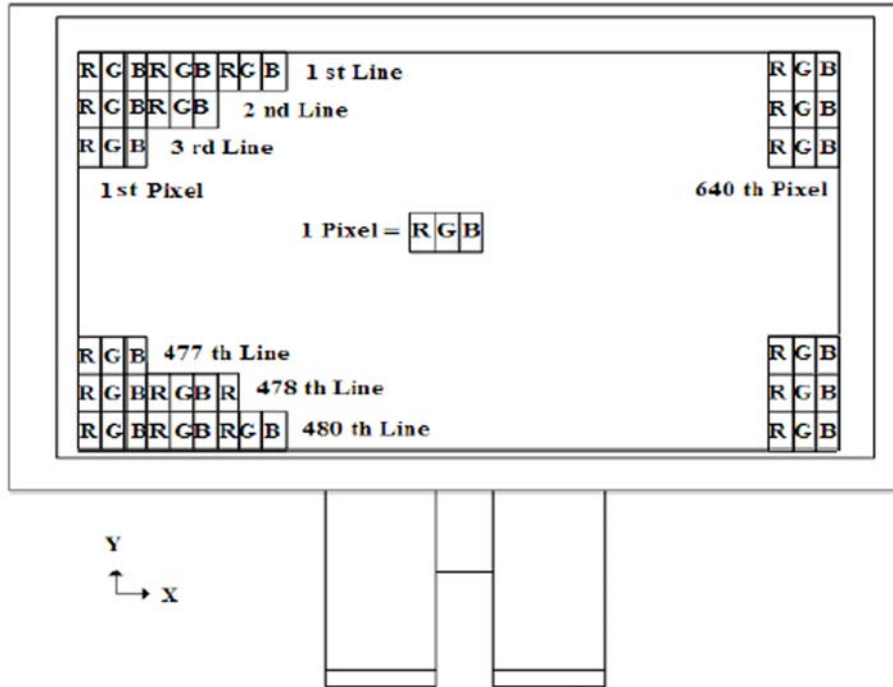 R G B R G B R G B 1 st Line R G B
R G B R G B 2 nd Line R G B
R G B 3 rd Line R G B
1st Pixel 640 th Pixel
1 Pixel = R G B
R G B 477 th Line R G B
R G B R G B R 478 th Line R G B
R G B R G B R G B 480 th Line R G B
Y
X